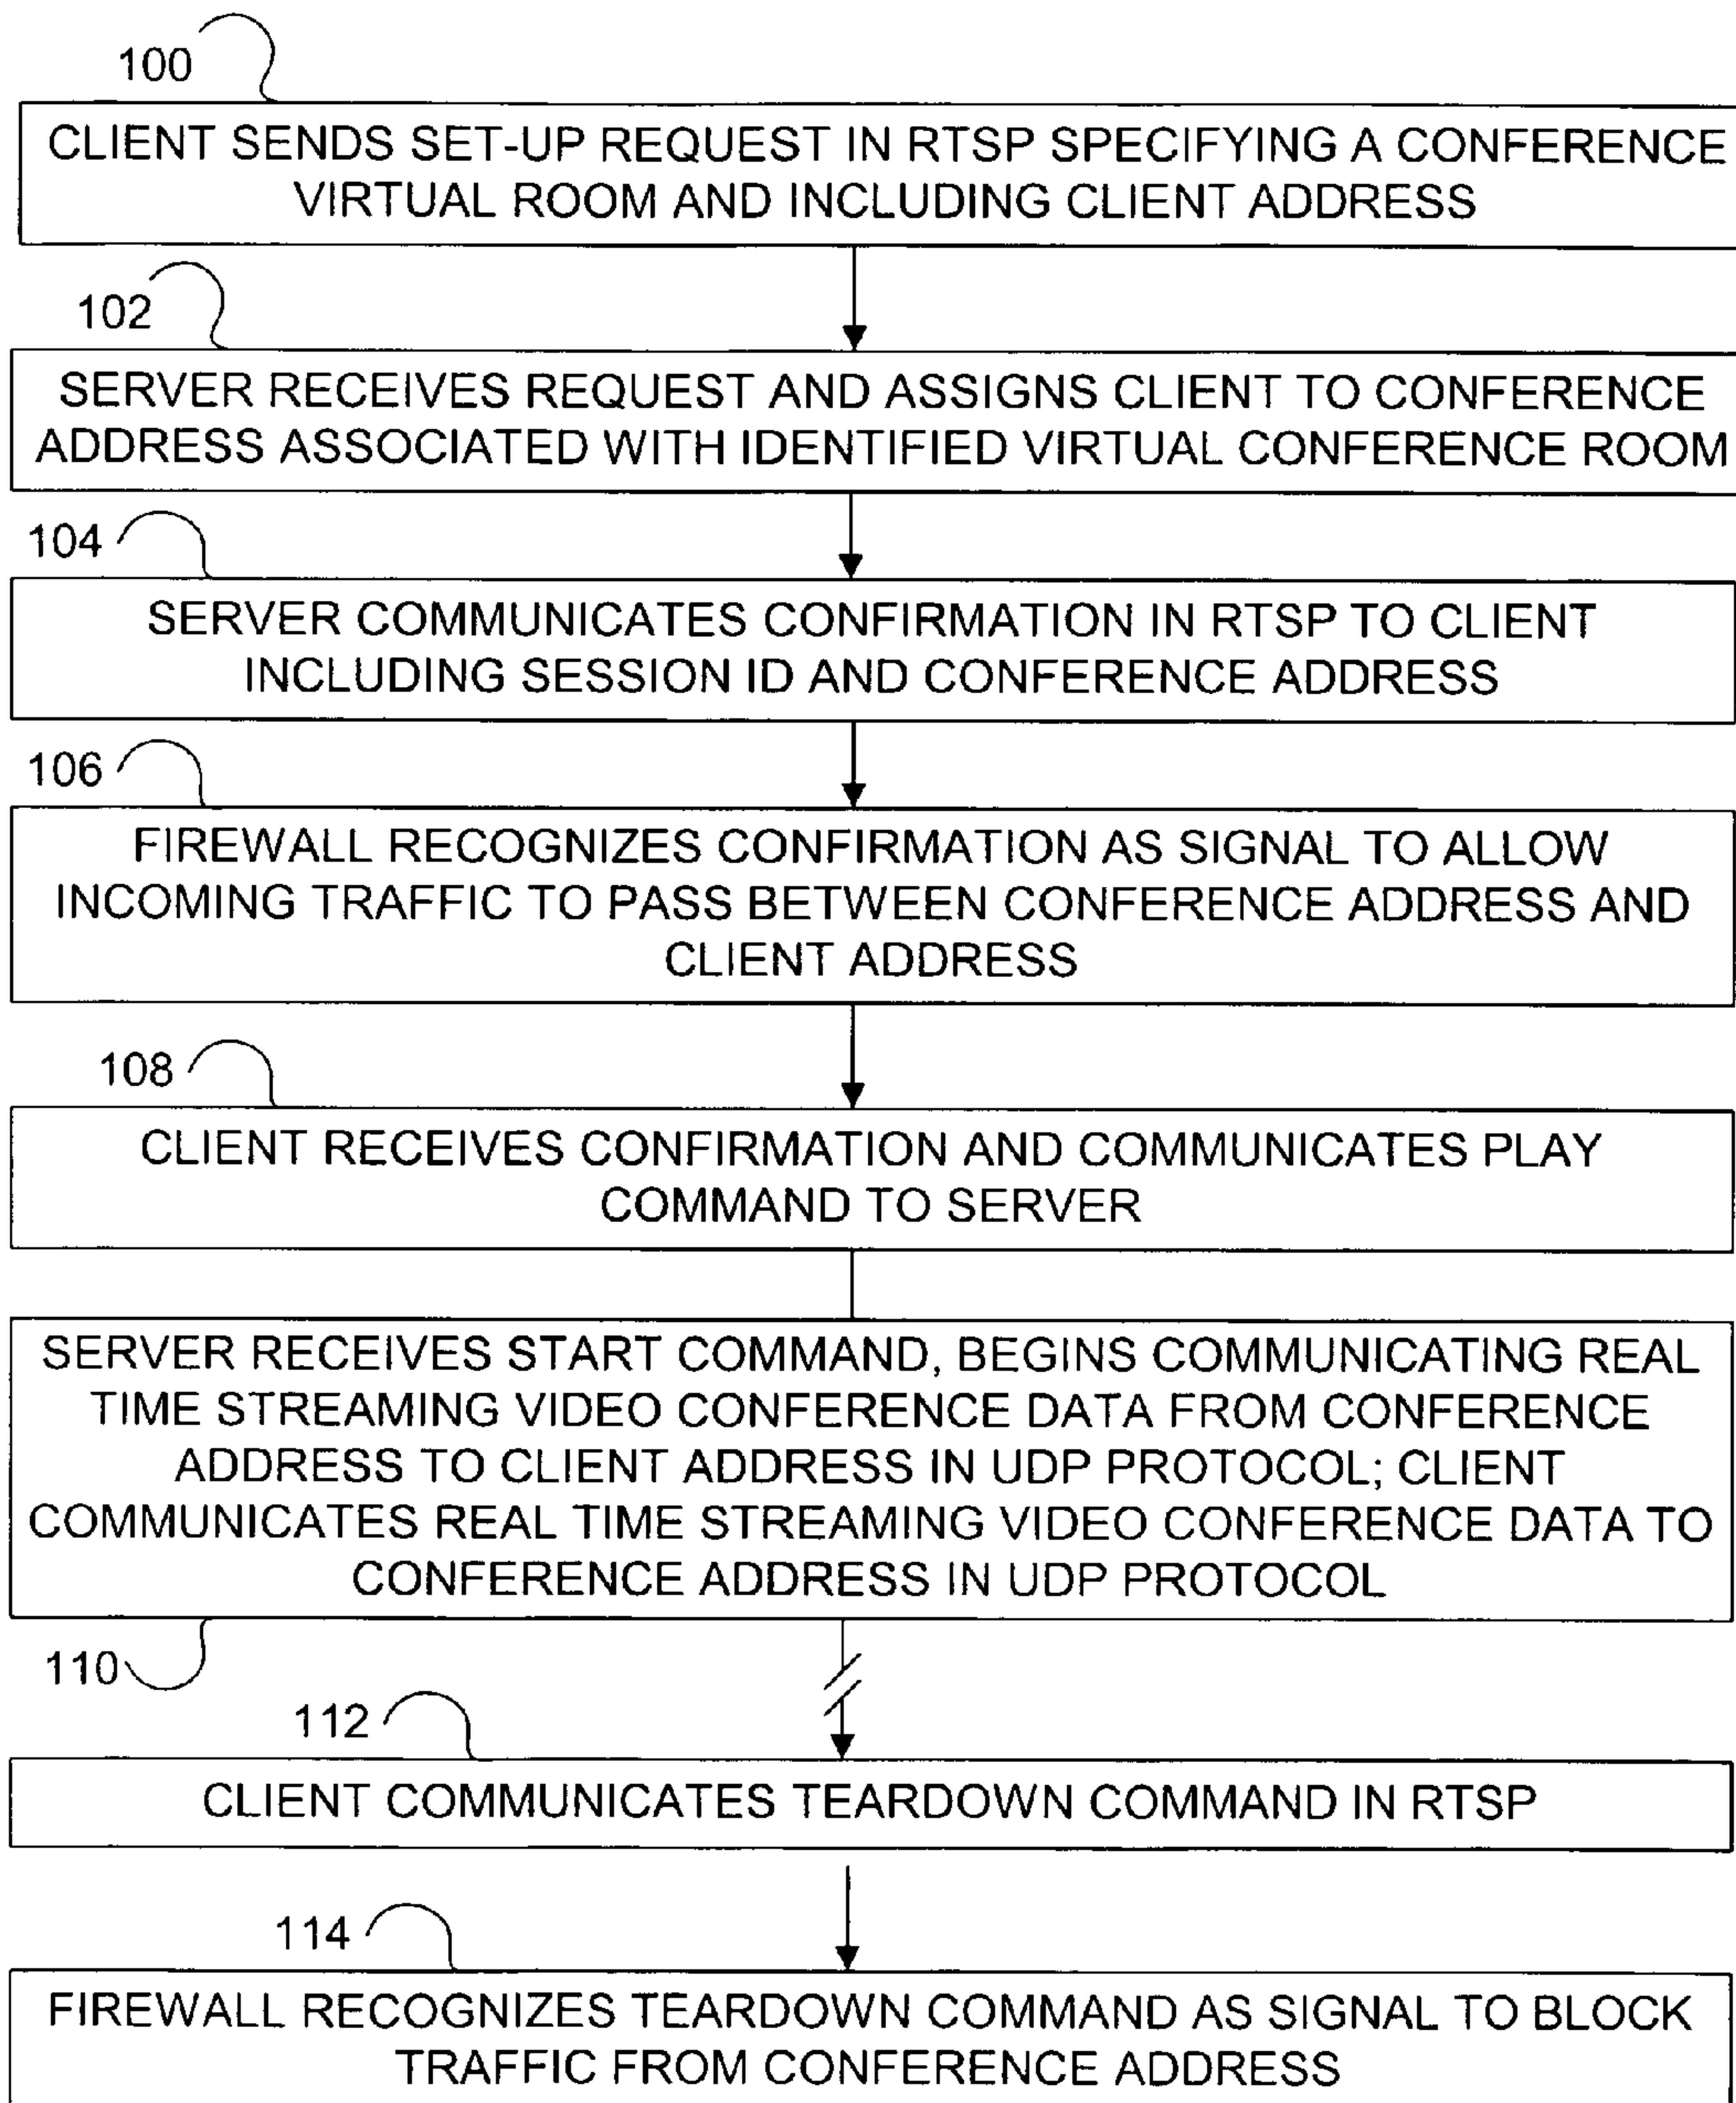 100
CLIENT SENDS SET-UP REQUEST IN RTSP SPECIFYING A CONFERENCE
VIRTUAL ROOM AND INCLUDING CLIENT ADDRESS
102
SERVER RECEIVES REQUEST AND ASSIGNS CLIENT TO CONFERENCE
ADDRESS ASSOCIATED WITH IDENTIFIED VIRTUAL CONFERENCE ROOM
104
SERVER COMMUNICATES CONFIRMATION IN RTSP TO CLIENT
INCLUDING SESSION ID AND CONFERENCE ADDRESS
106
FIREWALL RECOGNIZES CONFIRMATION AS SIGNAL TO ALLOW
INCOMING TRAFFIC TO PASS BETWEEN CONFERENCE ADDRESS AND
CLIENT ADDRESS
108
CLIENT RECEIVES CONFIRMATION AND COMMUNICATES PLAY
COMMAND TO SERVER
SERVER RECEIVES START COMMAND, BEGINS COMMUNICATING REAL
TIME STREAMING VIDEO CONFERENCE DATA FROM CONFERENCE
ADDRESS TO CLIENT ADDRESS IN UDP PROTOCOL; CLIENT
COMMUNICATES REAL TIME STREAMING VIDEO CONFERENCE DATA TO
CONFERENCE ADDRESS IN UDP PROTOCOL
110
112
CLIENT COMMUNICATES TEARDOWN COMMAND IN RTSP
114
FIREWALL RECOGNIZES TEARDOWN COMMAND AS SIGNAL TO BLOCK
TRAFFIC FROM CONFERENCE ADDRESS